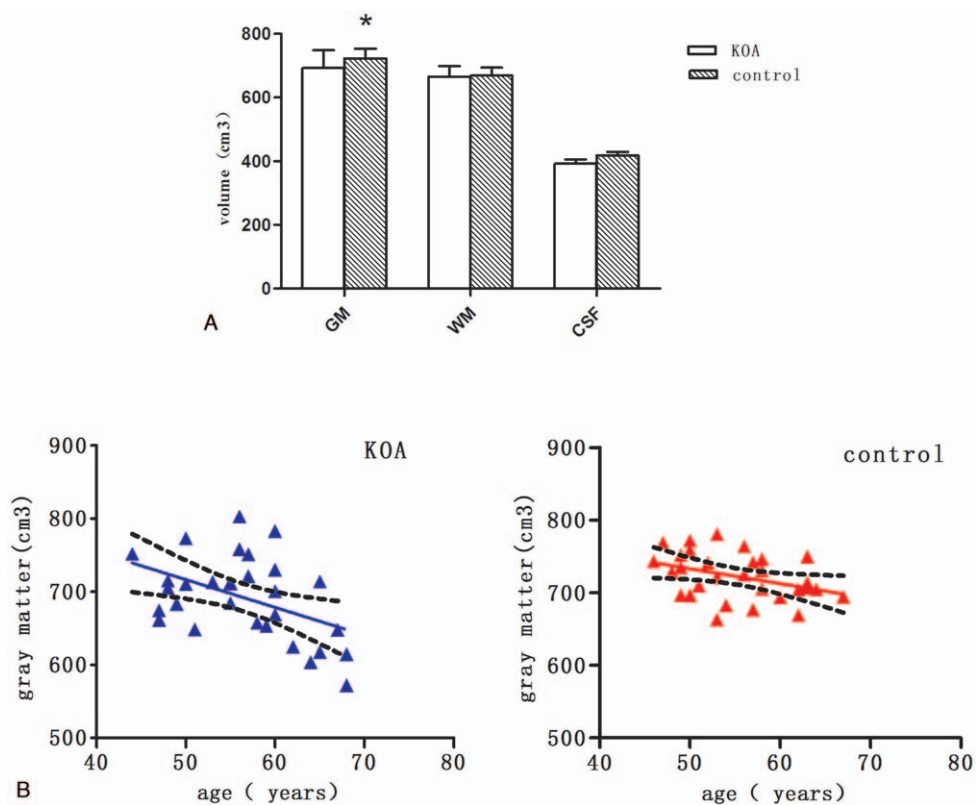 *
KOA
control
volume (cm3)
800
600
400
200
0
GM
WM
CSF
A
KOA
gray matter(cm3)
900
800
700
600
500
40
50
60
70
80
age ( years)
control
gray matter(cm3)
900
800
700
600
500
40
50
60
70
80
age ( years)
B